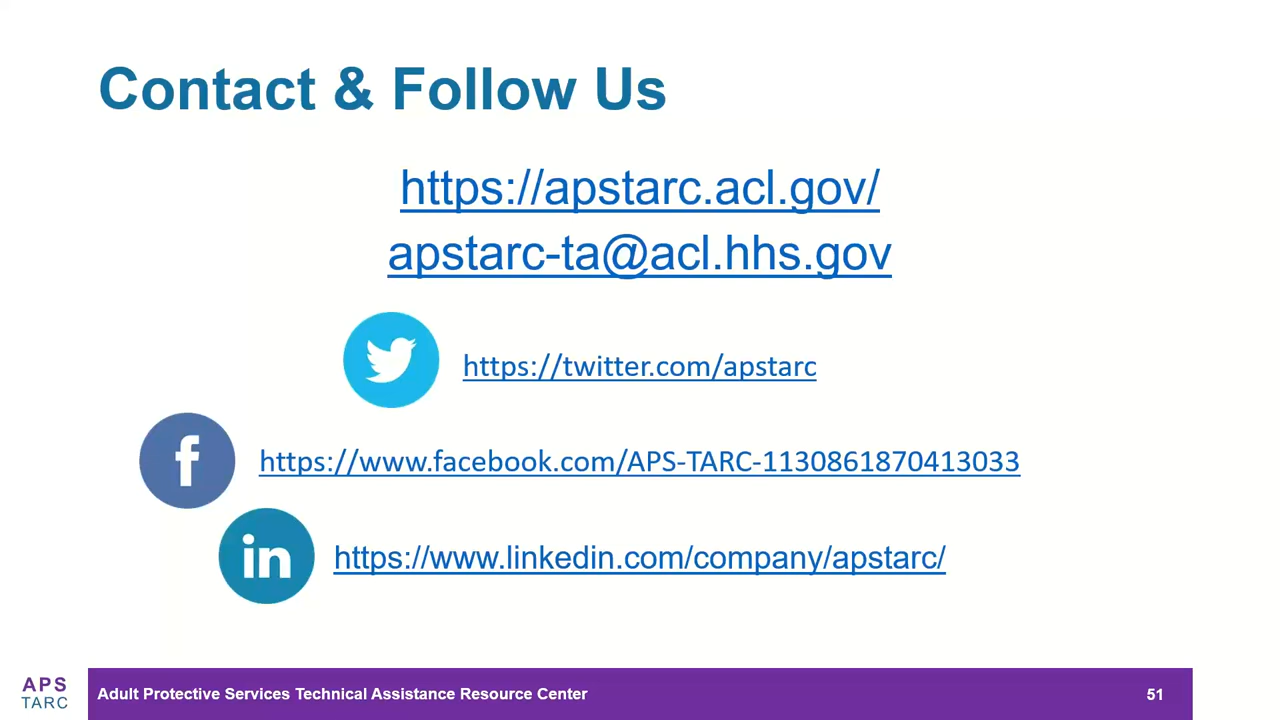 Contact & Follow Us
https://apstarc.acl.gov/
apstarc-ta@acl.hhs.gov
https://twitter.com/apstarc
f
https://www.facebook.com/APS-TARC-1130861870413033
in
https://www.linkedin.com/company/apstarc/
APS
TARC
Adult Protective Services Technical Assistance Resource Center
51